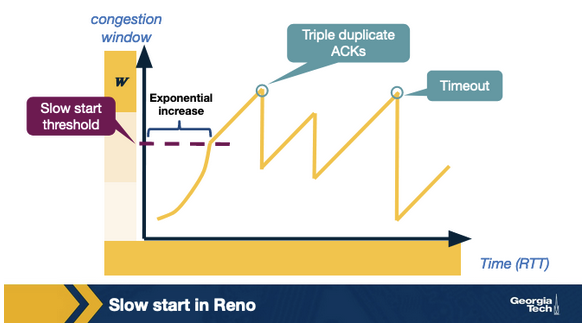 congestion
window
Triple duplicate
ACKs
W
Timeout
Exponential
increase
Slow start
threshold
Time (RTT)
Slow start in Reno
Georgia
Tech